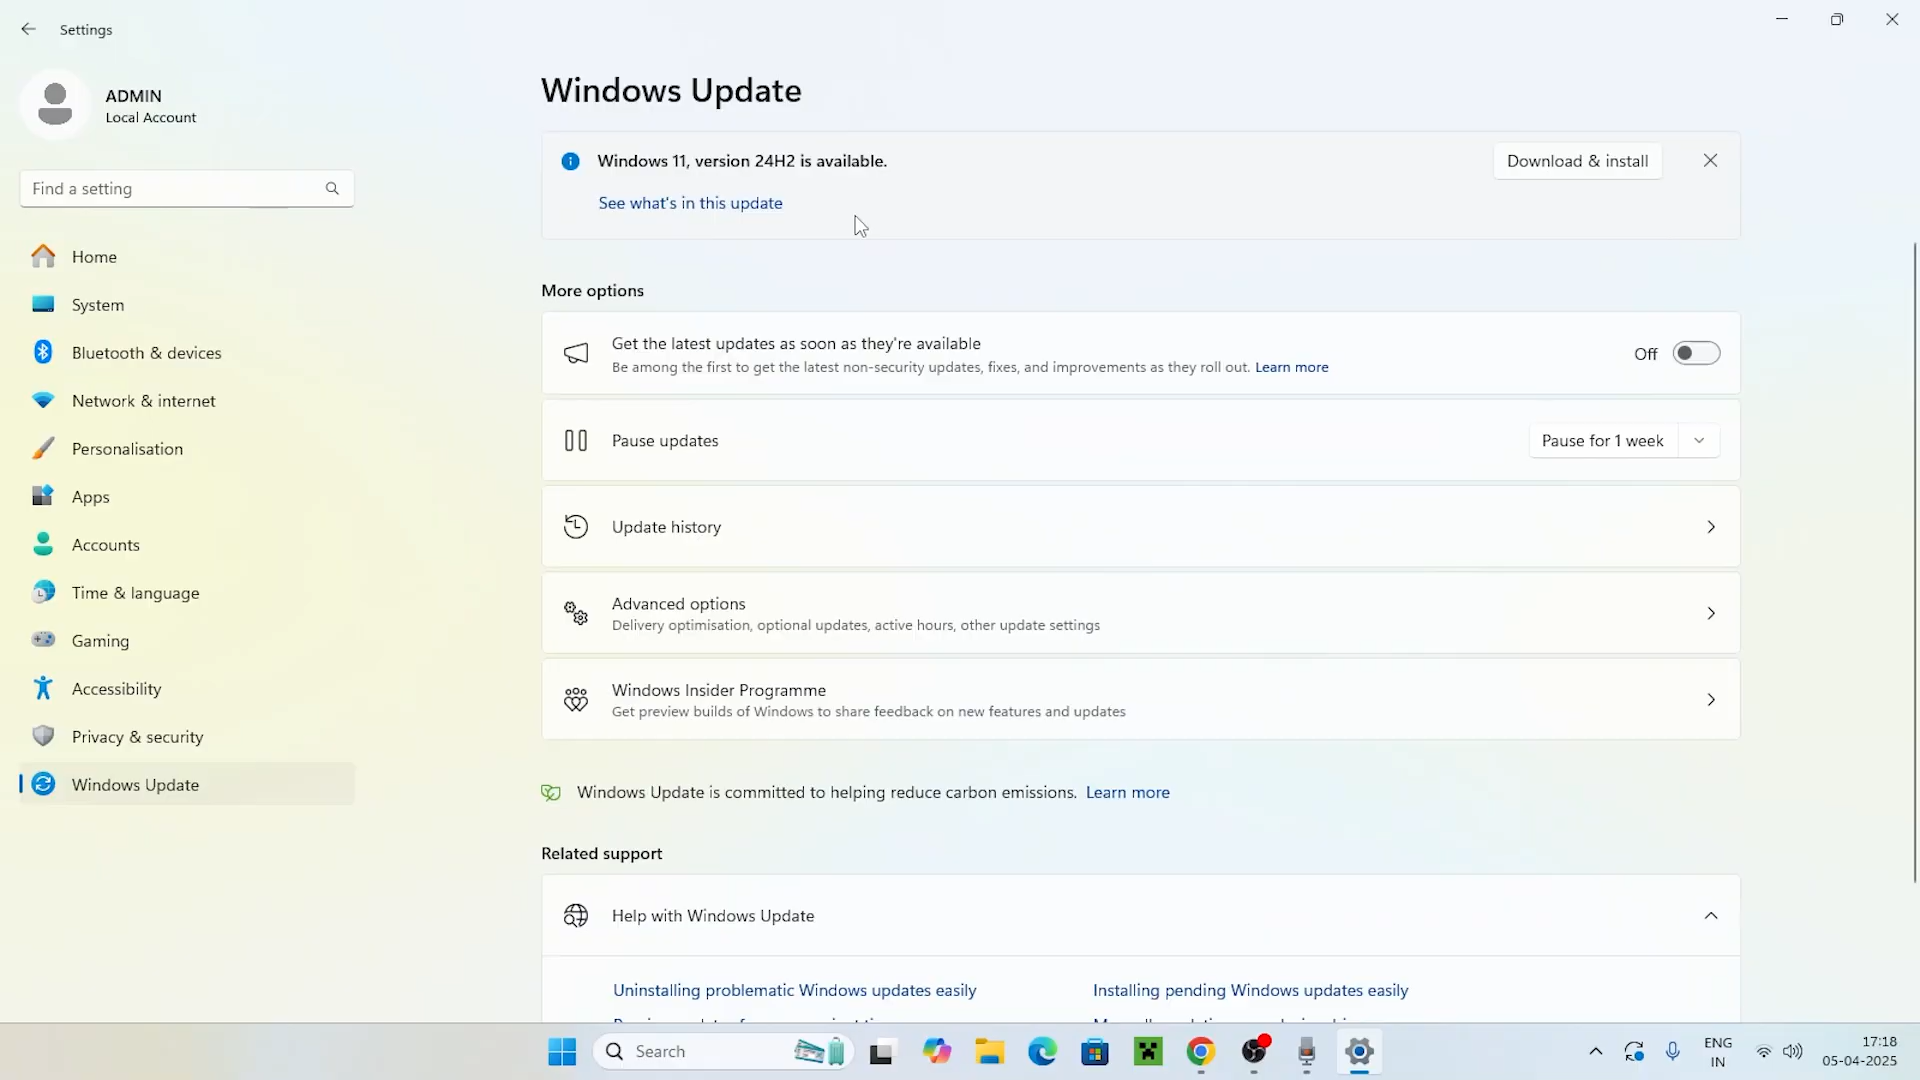 Settings
ADMIN
Local Account
Find a setting
Home
System
Bluetooth & devices
Network & internet
Personalisation
Apps
Accounts
Time & language
Gaming
Accessibility
Privacy & security
Windows Update
Windows Update
Windows 11, version 24H2 is available.
Download & install
See what's in this update
More options
Get the latest updates as soon as they're available
Be among the first to get the latest non-security updates, fixes, and improvements as they roll out. Learn more
Off
Pause updates
Pause for 1 week
Update history
Advanced options
Delivery optimisation, optional updates, active hours, other update settings
Windows Insider Programme
Get preview builds of Windows to share feedback on new features and updates
Windows Update is committed to helping reduce carbon emissions. Learn more
Related support
Help with Windows Update
Uninstalling problematic Windows updates easily
Installing pending Windows updates easily
Search
ENG
IN
17:18
05-04-2025